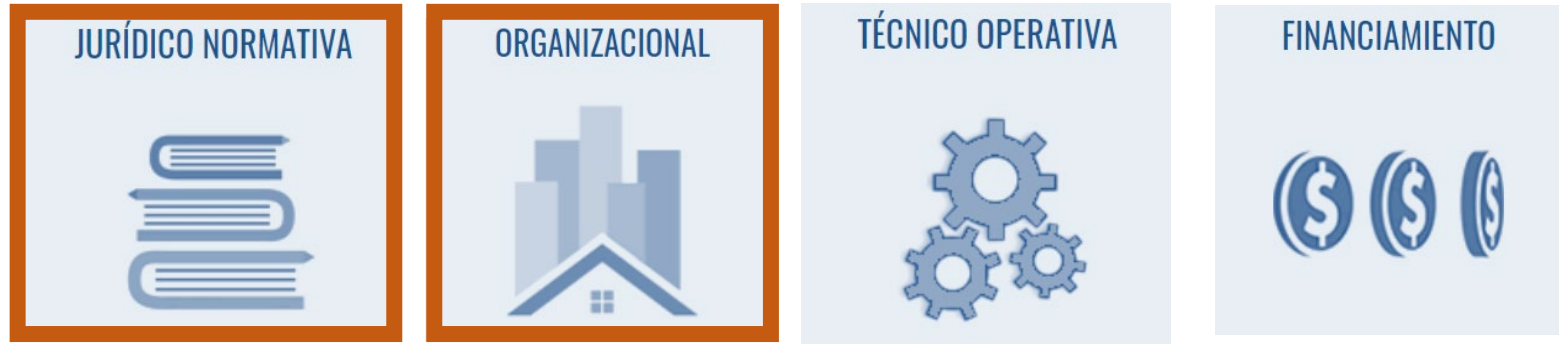 JURÍDICO NORMATIVA
ORGANIZACIONAL
TÉCNICO OPERATIVA
FINANCIAMIENTO
$ $ $